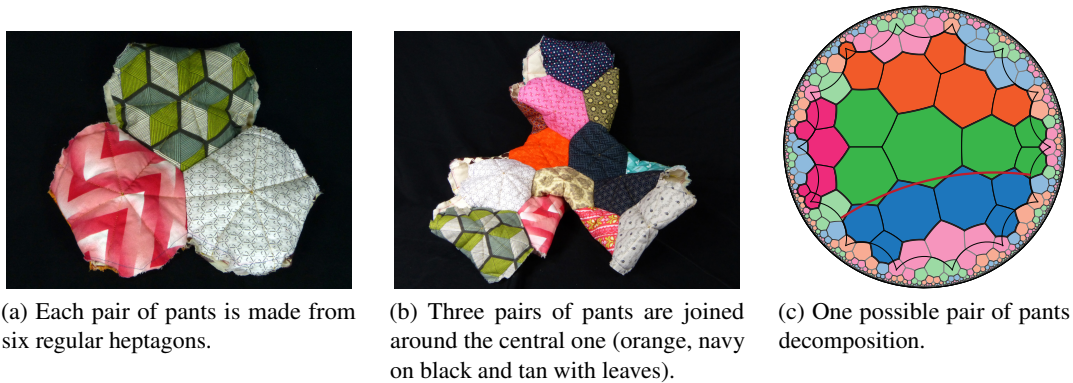 (a) Each pair of pants is made from
six regular heptagons.
(b) Three pairs of pants are joined
around the central one (orange, navy
on black and tan with leaves).
(c) One possible pair of pants
decomposition.